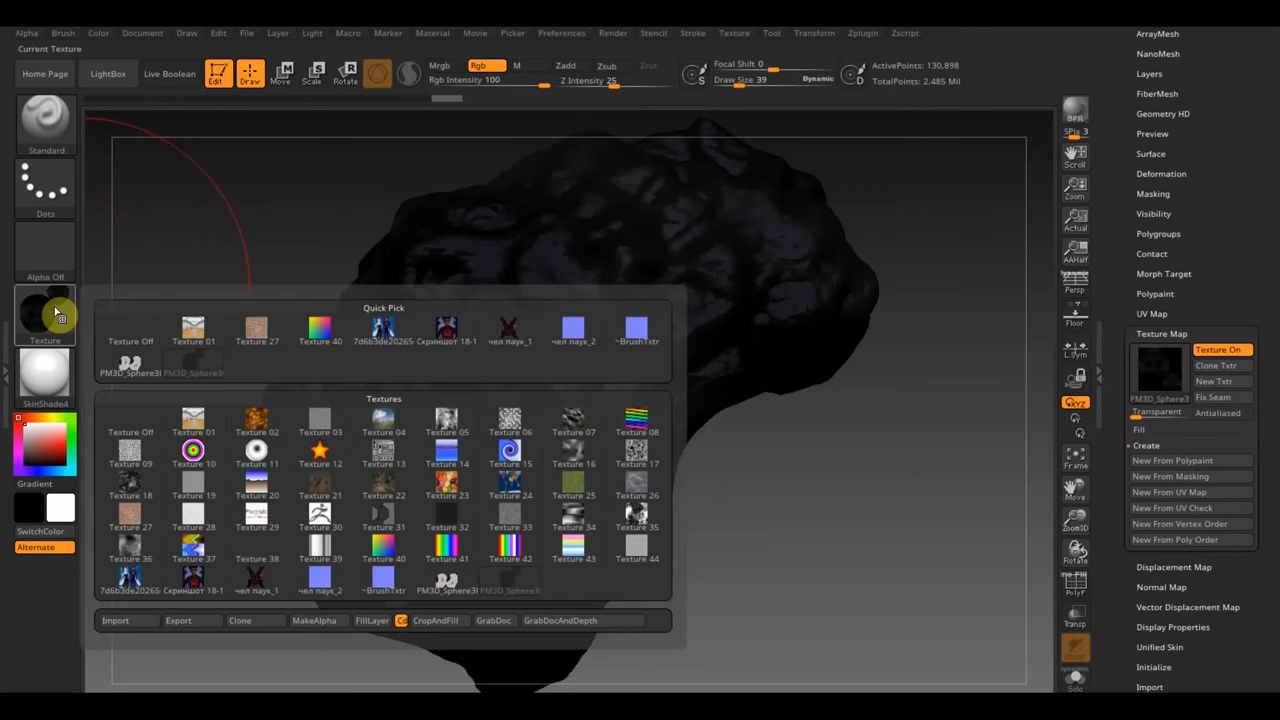 Alpha Brush Color Document Draw Edit File Layer Light Macro Marker Material Movie Picker Preferences Render Stencil Stroke Texture Tool Transform Zplugin Zscript
Current Texture
Home Page LightBox Live Boolean Edit Draw Move Scale Rotate
Mrgb Rgb M Zadd Zsub Zcut
Rgb Intensity 100 Z Intensity 25
Focal Shift 0
Draw Size 39 Dynamic
ActivePoints: 130,898
TotalPoints: 2.485 Mil
Standard
Dots
Alpha Off
Texture
SkinShade4
Gradient
SwitchColor
Alternate
Quick Pick
Texture Off Texture 01 Texture 27 Texture 40 7d6b3de20265 Скриншот 18-1 чел паук_1 чел паук_2 ~BrushTxtr
PM3D_Sphere3I PM3D_Sphere3I
Textures
Texture Off Texture 01 Texture 02 Texture 03 Texture 04 Texture 05 Texture 06 Texture 07 Texture 08
Texture 09 Texture 10 Texture 11 Texture 12 Texture 13 Texture 14 Texture 15 Texture 16 Texture 17
Texture 18 Texture 19 Texture 20 Texture 21 Texture 22 Texture 23 Texture 24 Texture 25 Texture 26
Texture 27 Texture 28 Texture 29 Texture 30 Texture 31 Texture 32 Texture 33 Texture 34 Texture 35
Texture 36 Texture 37 Texture 38 Texture 39 Texture 40 Texture 41 Texture 42 Texture 43 Texture 44
7d6b3de20265 Скриншот 18-1 чел паук_1 чел паук_2 ~BrushTxtr PM3D_Sphere3I PM3D_Sphere3I
Import Export Clone MakeAlpha FillLayer Cd CropAndFill GrabDoc GrabDocAndDepth
BPR
SPix 3
Scroll
Zoom
Actual
AAHalf
Dynamic
Persp
Floor
L.Sym
XYZ
Frame
Move
Zoom3D
Rotate
PolyF
Transp
Ghost
Dynamic
Solo
ArrayMesh
NanoMesh
Layers
FiberMesh
Geometry HD
Preview
Surface
Deformation
Masking
Visibility
Polygroups
Contact
Morph Target
Polypaint
UV Map
Texture Map
Texture On
Clone Txtr
New Txtr
PM3D_Sphere3 Fix Seam
Transparent Antialiased
Fill
Create
New From Polypaint
New From Masking
New From UV Map
New From UV Check
New From Vertex Order
New From Poly Order
Displacement Map
Normal Map
Vector Displacement Map
Display Properties
Unified Skin
Initialize
Import